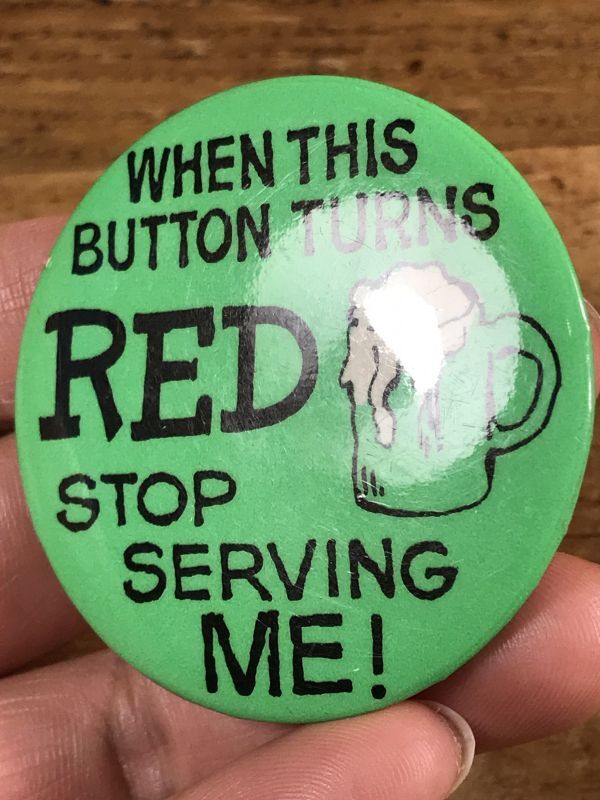 WHEN THIS
BUTTON TURNS
RED
STOP
SERVING
ME!